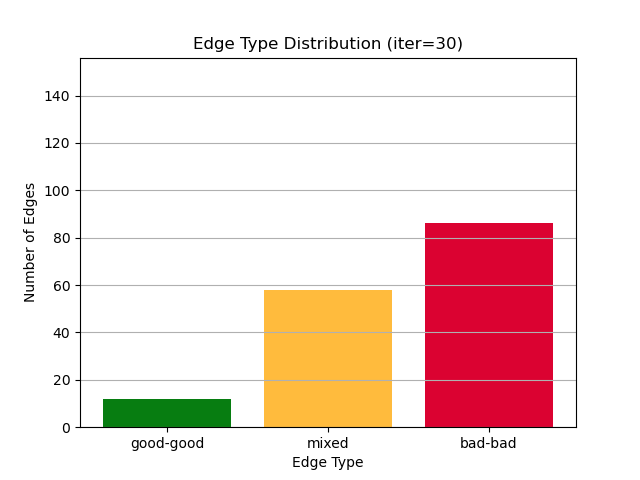 Edge Type Distribution (iter=30)
Number of Edges
140
120
100
80
60
40
20
0
good-good mixed bad-bad
Edge Type